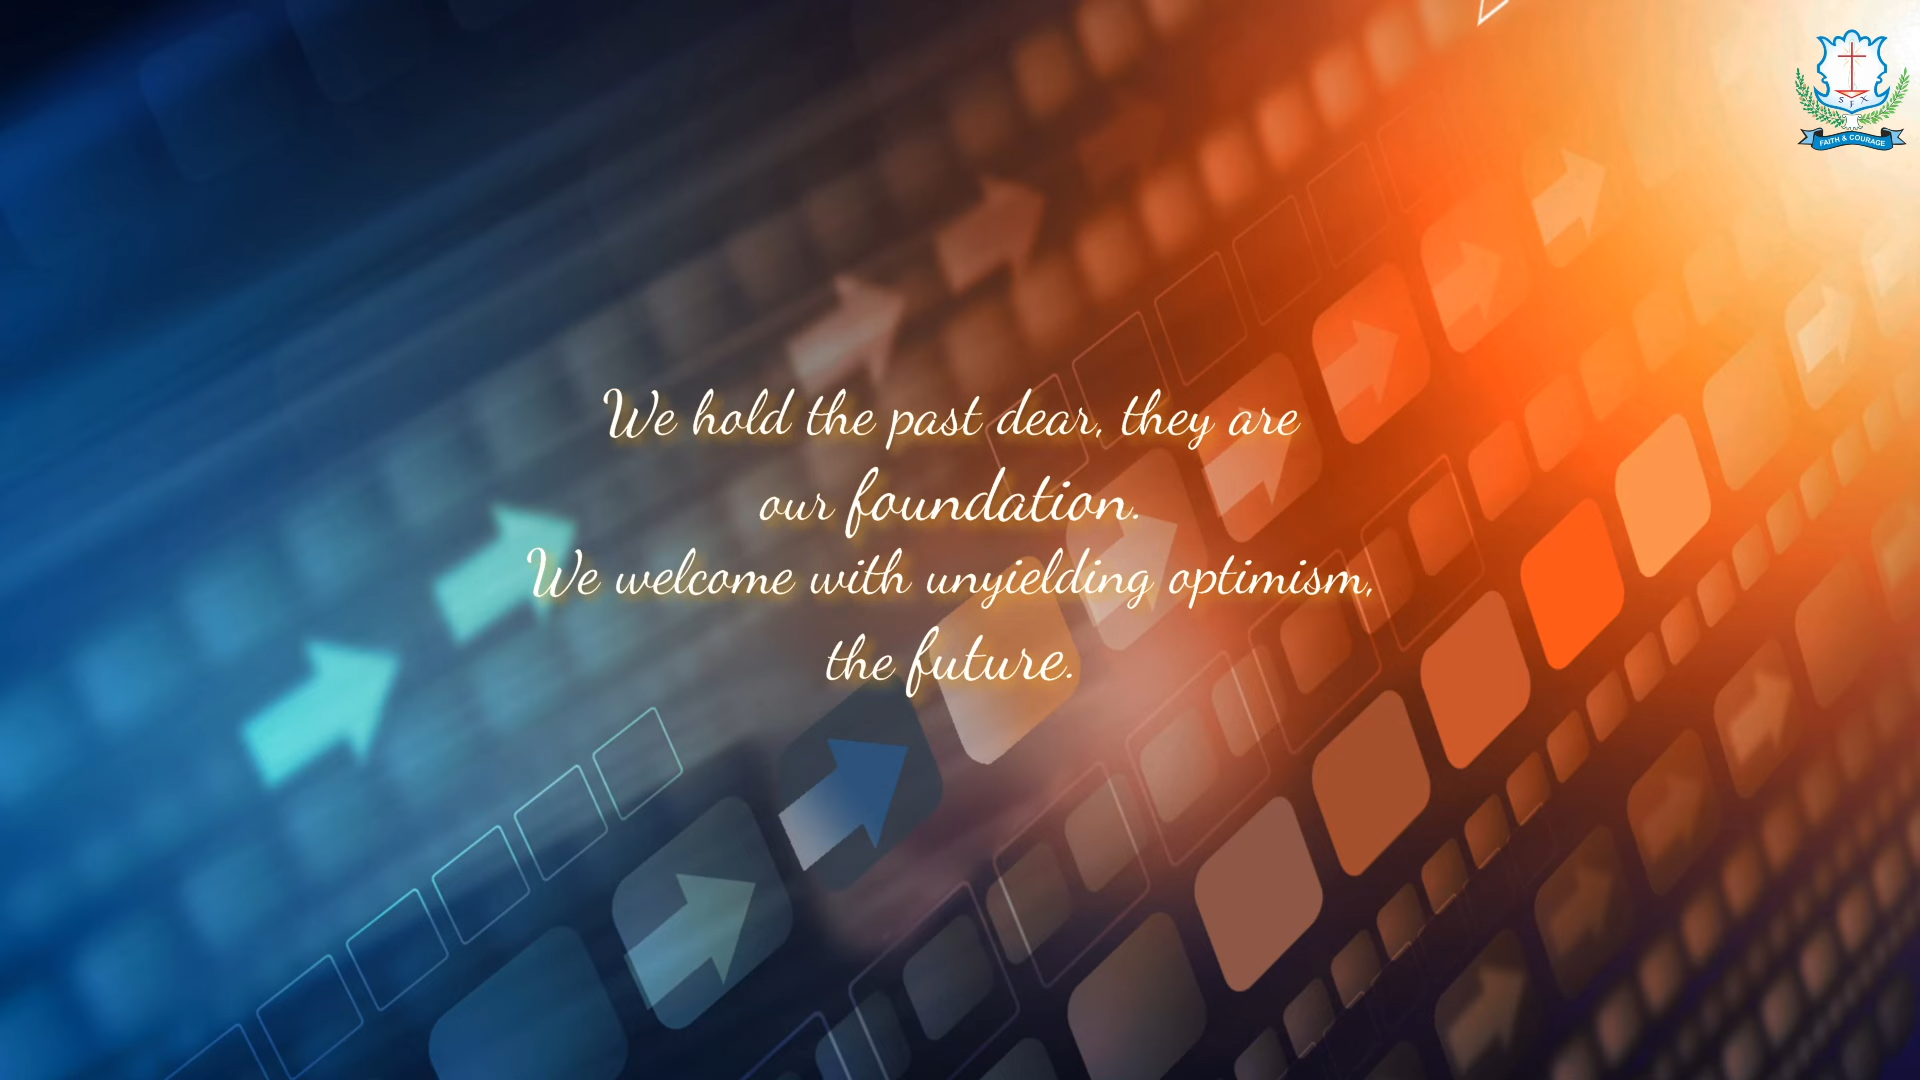 S F X
FAITH & COURAGE
We hold the past dear, they are
our foundation.
We welcome with unyielding optimism,
the future.